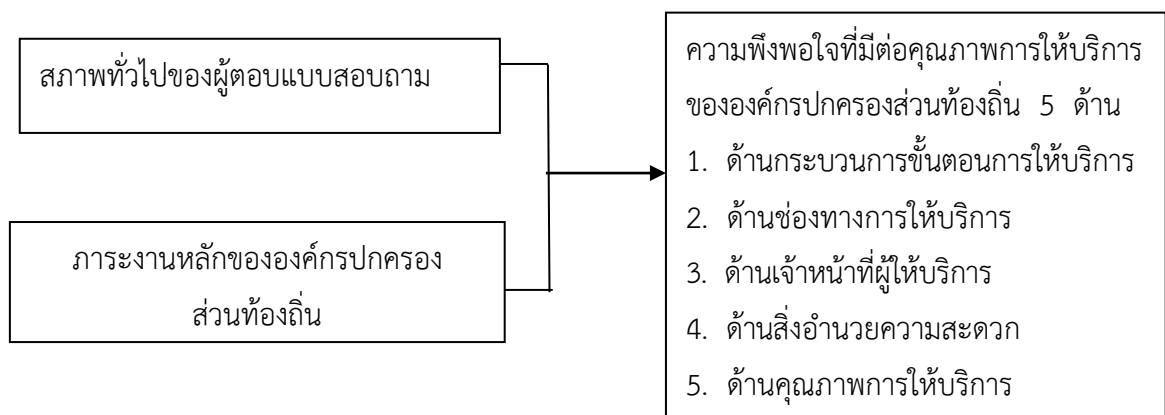 สภาพทั่วไปของผู้ตอบแบบสอบถาม
ภาระงานหลักขององค์กรปกครอง
ส่วนท้องถิ่น
ความพึงพอใจที่มีต่อคุณภาพการให้บริการ
ขององค์กรปกครองส่วนท้องถิ่น 5 ด้าน
1. ด้านกระบวนการขั้นตอนการให้บริการ
2. ด้านช่องทางการให้บริการ
3. ด้านเจ้าหน้าที่ผู้ให้บริการ
4. ด้านสิ่งอำนวยความสะดวก
5. ด้านคุณภาพการให้บริการ